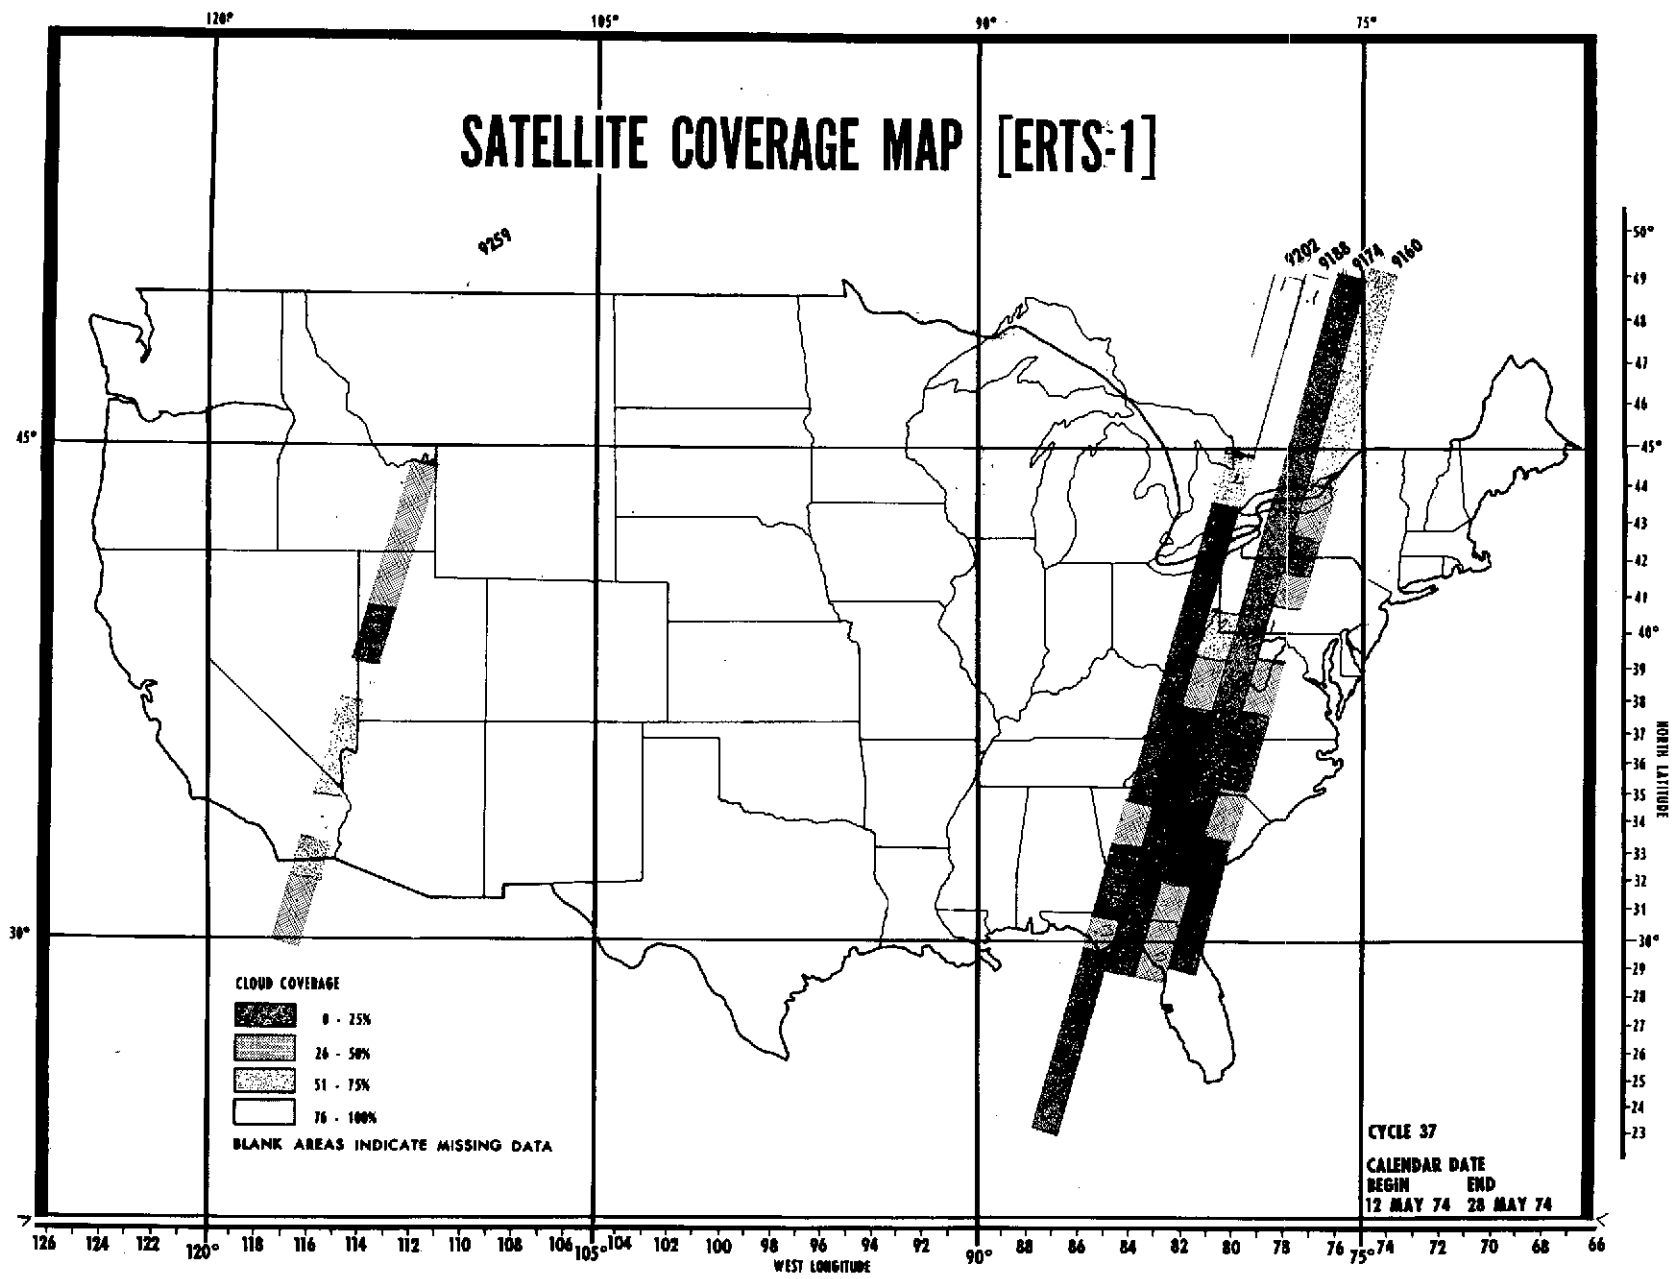 120° 105° 90° 75°
SATELLITE COVERAGE MAP [ERTS-1]
9259
9202 9188 9174 9160
50°
49
48
47
46
45° 45° 45°
44
43
42
41
40° 40°
39
38
37
36
35
34
33
32
31
30° 30° 30°
29
28
27
26
25
24
23
NORTH LATITUDE
CLOUD COVERAGE
0 - 25%
26 - 50%
51 - 75%
76 - 100%
BLANK AREAS INDICATE MISSING DATA
CYCLE 37
CALENDAR DATE
BEGIN END
12 MAY 74 28 MAY 74
126 124 122 120° 118 116 114 112 110 108 106 105° 104 102 100 98 96 94 92 90° 88 86 84 82 80 78 76 75° 74 72 70 68 66
WEST LONGITUDE